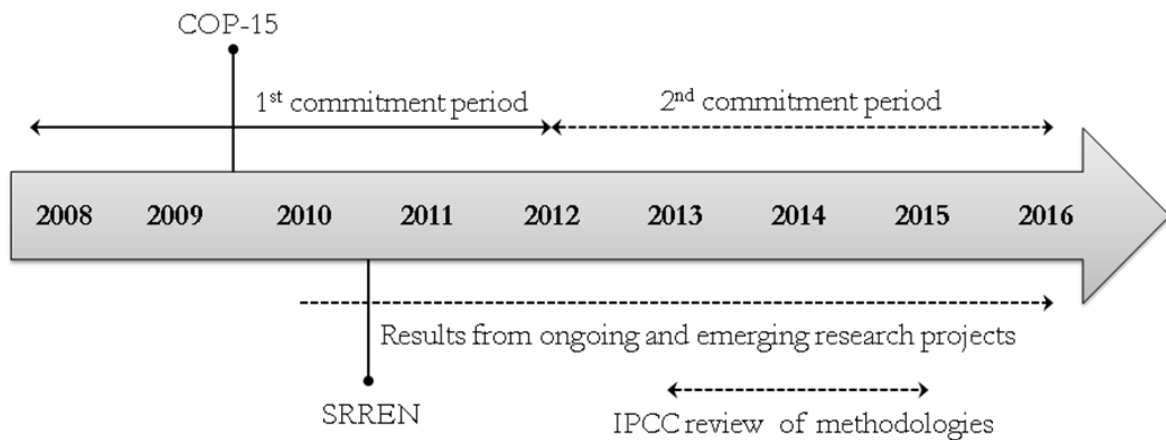 COP-15
1st commitment period
2nd commitment period
2008 2009 2010 2011 2012 2013 2014 2015 2016
Results from ongoing and emerging research projects
SRREN
IPCC review of methodologies